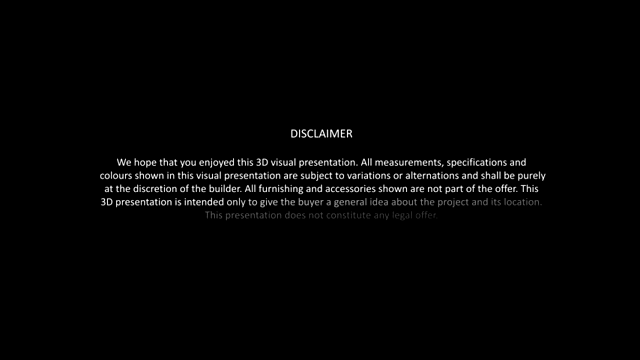 DISCLAIMER
We hope that you enjoyed this 3D visual presentation. All measurements, specifications and
colours shown in this visual presentation are subject to variations or alternations and shall be purely
at the discretion of the builder. All furnishing and accessories shown are not part of the offer. This
3D presentation is intended only to give the buyer a general idea about the project and its location.
This presentation does not constitute any legal offer.